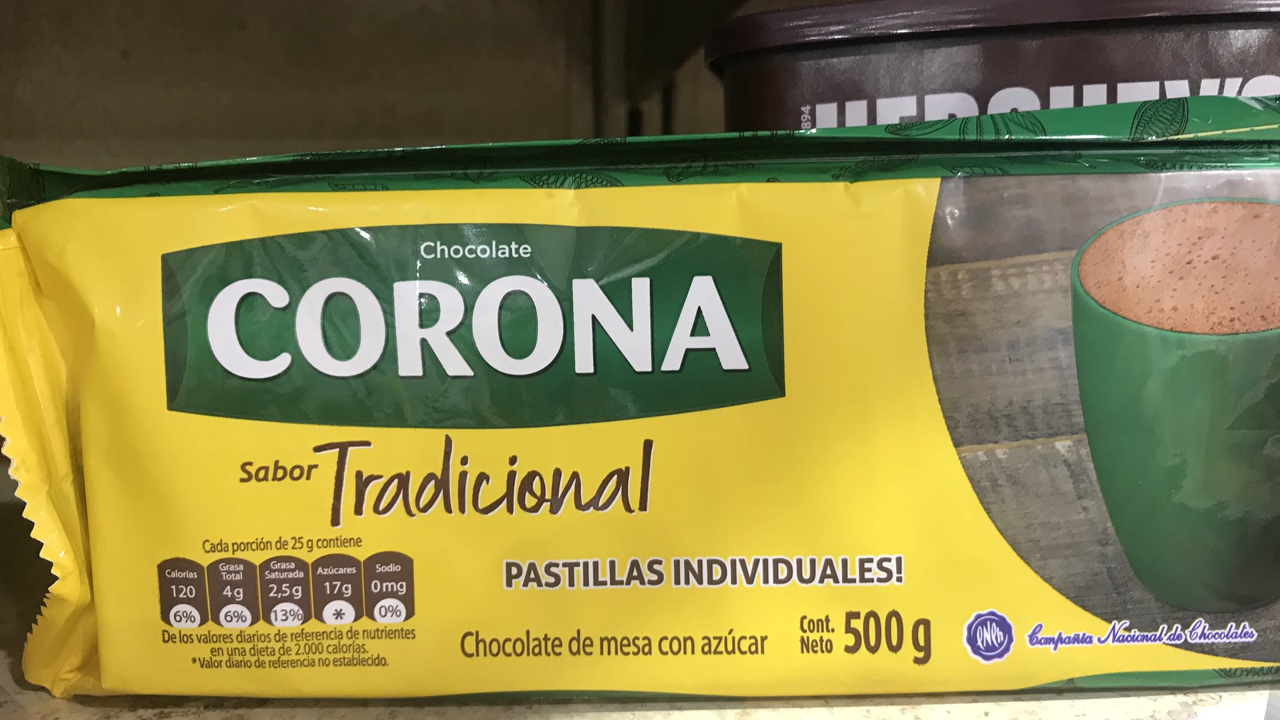 894
HERSHEY'S
Chocolate
CORONA
Sabor Tradicional
Cada porción de 25 g contiene
Calorías 120 6%
Grasa Total 4g 6%
Grasa Saturada 2,5g 13%
Azúcares 17g *
Sodio 0mg 0%
De los valores diarios de referencia de nutrientes
en una dieta de 2.000 calorías.
*Valor diario de referencia no establecido.
PASTILLAS INDIVIDUALES!
Chocolate de mesa con azúcar
Cont. Neto 500 g
Compañía Nacional de Chocolates